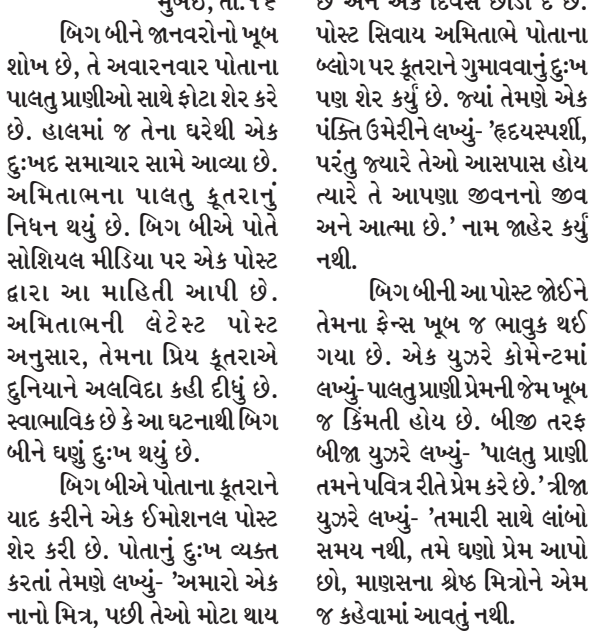 મુંબઈ, તા.૧૬
બિગ બીને જાનવરોનો ખૂબ
શોખ છે, તે અવારનવાર પોતાના
પાલતુ પ્રાણીઓ સાથે ફોટા શેર કરે
છે. હાલમાં જ તેના ઘરેથી એક
દુઃખદ સમાચાર સામે આવ્યા છે.
અમિતાભના પાલતુ કૂતરાનું
નિધન થયું છે. બિગ બીએ પોતે
સોશિયલ મીડિયા પર એક પોસ્ટ
દ્વારા આ માહિતી આપી છે.
અમિતાભની લેટેસ્ટ પોસ્ટ
અનુસાર, તેમના પ્રિય કૂતરાએ
દુનિયાને અલવિદા કહી દીધું છે.
સ્વાભાવિક છે કે આ ઘટનાથી બિગ
બીને ઘણું દુઃખ થયું છે.
બિગ બીએ પોતાના કૂતરાને
યાદ કરીને એક ઈમોશનલ પોસ્ટ
શેર કરી છે. પોતાનું દુઃખ વ્યક્ત
કરતાં તેમણે લખ્યું- 'અમારો એક
નાનો મિત્ર, પછી તેઓ મોટા થાય
છે અને એક દિવસ છોડી દે છે.
પોસ્ટ સિવાય અમિતાભે પોતાના
બ્લોગ પર કૂતરાને ગુમાવવાનું દુઃખ
પણ શેર કર્યું છે. જ્યાં તેમણે એક
પંક્તિ ઉમેરીને લખ્યું- 'હૃદયસ્પર્શી,
પરંતુ જ્યારે તેઓ આસપાસ હોય
ત્યારે તે આપણા જીવનનો જીવ
અને આત્મા છે.' નામ જાહેર કર્યું
નથી.
બિગ બીની આ પોસ્ટ જોઈને
તેમના ફેન્સ ખૂબ જ ભાવુક થઈ
ગયા છે. એક યુઝરે કોમેન્ટમાં
લખ્યું- પાલતુ પ્રાણી પ્રેમની જેમ ખૂબ
જ કિંમતી હોય છે. બીજી તરફ
બીજા યુઝરે લખ્યું- 'પાલતુ પ્રાણી
તમને પવિત્ર રીતે પ્રેમ કરે છે.' ત્રીજા
યુઝરે લખ્યું- 'તમારી સાથે લાંબો
સમય નથી, તમે ઘણો પ્રેમ આપો
છો, માણસના શ્રેષ્ઠ મિત્રોને એમ
જ કહેવામાં આવતું નથી.